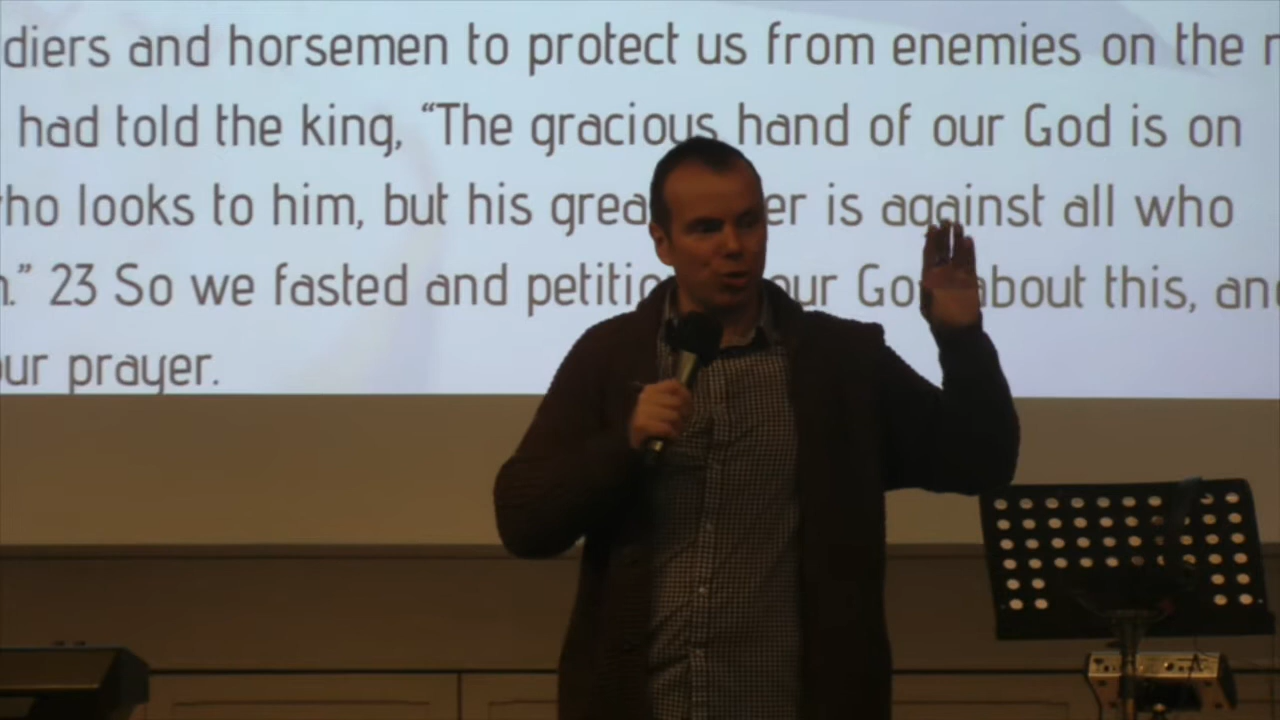 diers and horsemen to protect us from enemies on the r
had told the king, “The gracious hand of our God is on
ho looks to him, but his grea er is against all who
.” 23 So we fasted and petitio our Go about this, an
ur prayer.